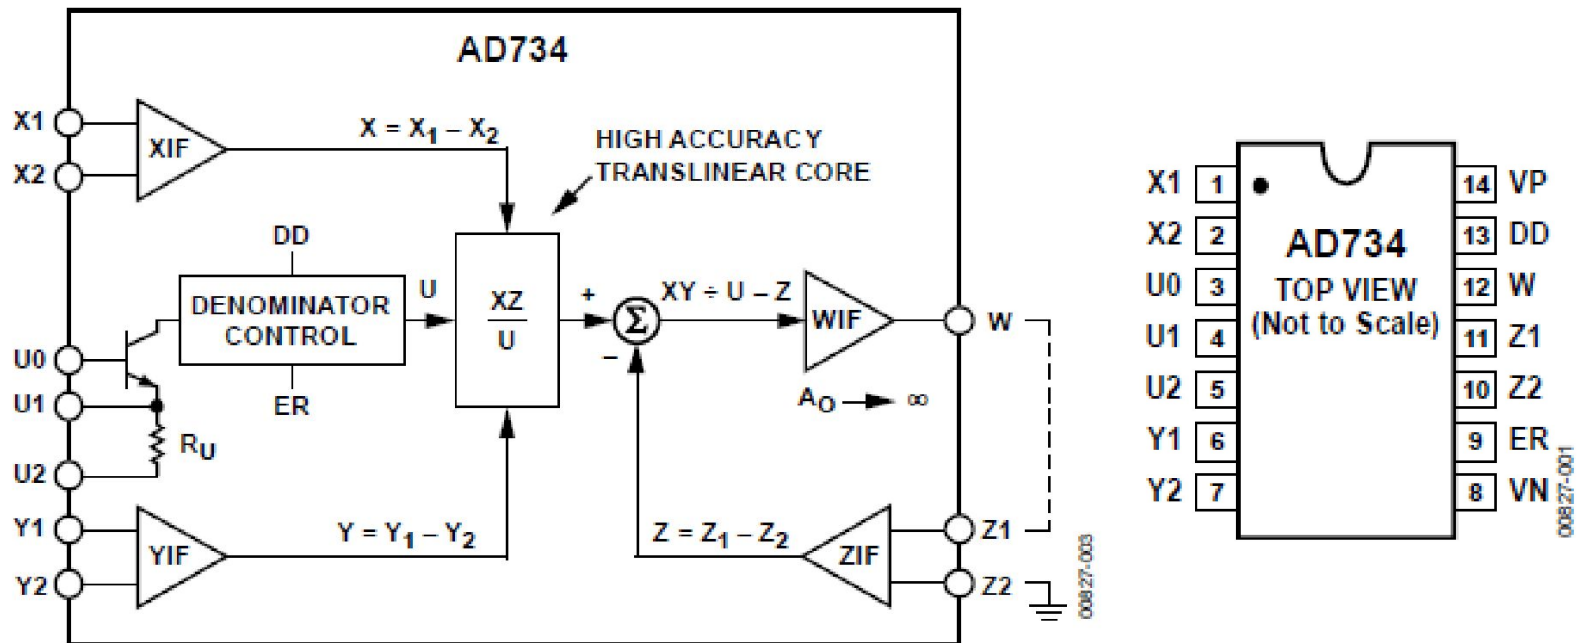 AD734
X1
X2
XIF
X = X1 – X2
HIGH ACCURACY
TRANSLINEAR CORE
DD
DENOMINATOR
CONTROL
U
ER
XZ
U
+
–
Σ
XY ÷ U – Z
WIF
W
AO → ∞
U0
U1
U2
RU
Y1
Y2
YIF
Y = Y1 – Y2
Z = Z1 – Z2
ZIF
Z1
Z2
00827-003
X1 1
X2 2
U0 3
U1 4
U2 5
Y1 6
Y2 7
AD734
TOP VIEW
(Not to Scale)
14 VP
13 DD
12 W
11 Z1
10 Z2
9 ER
8 VN
00827-001